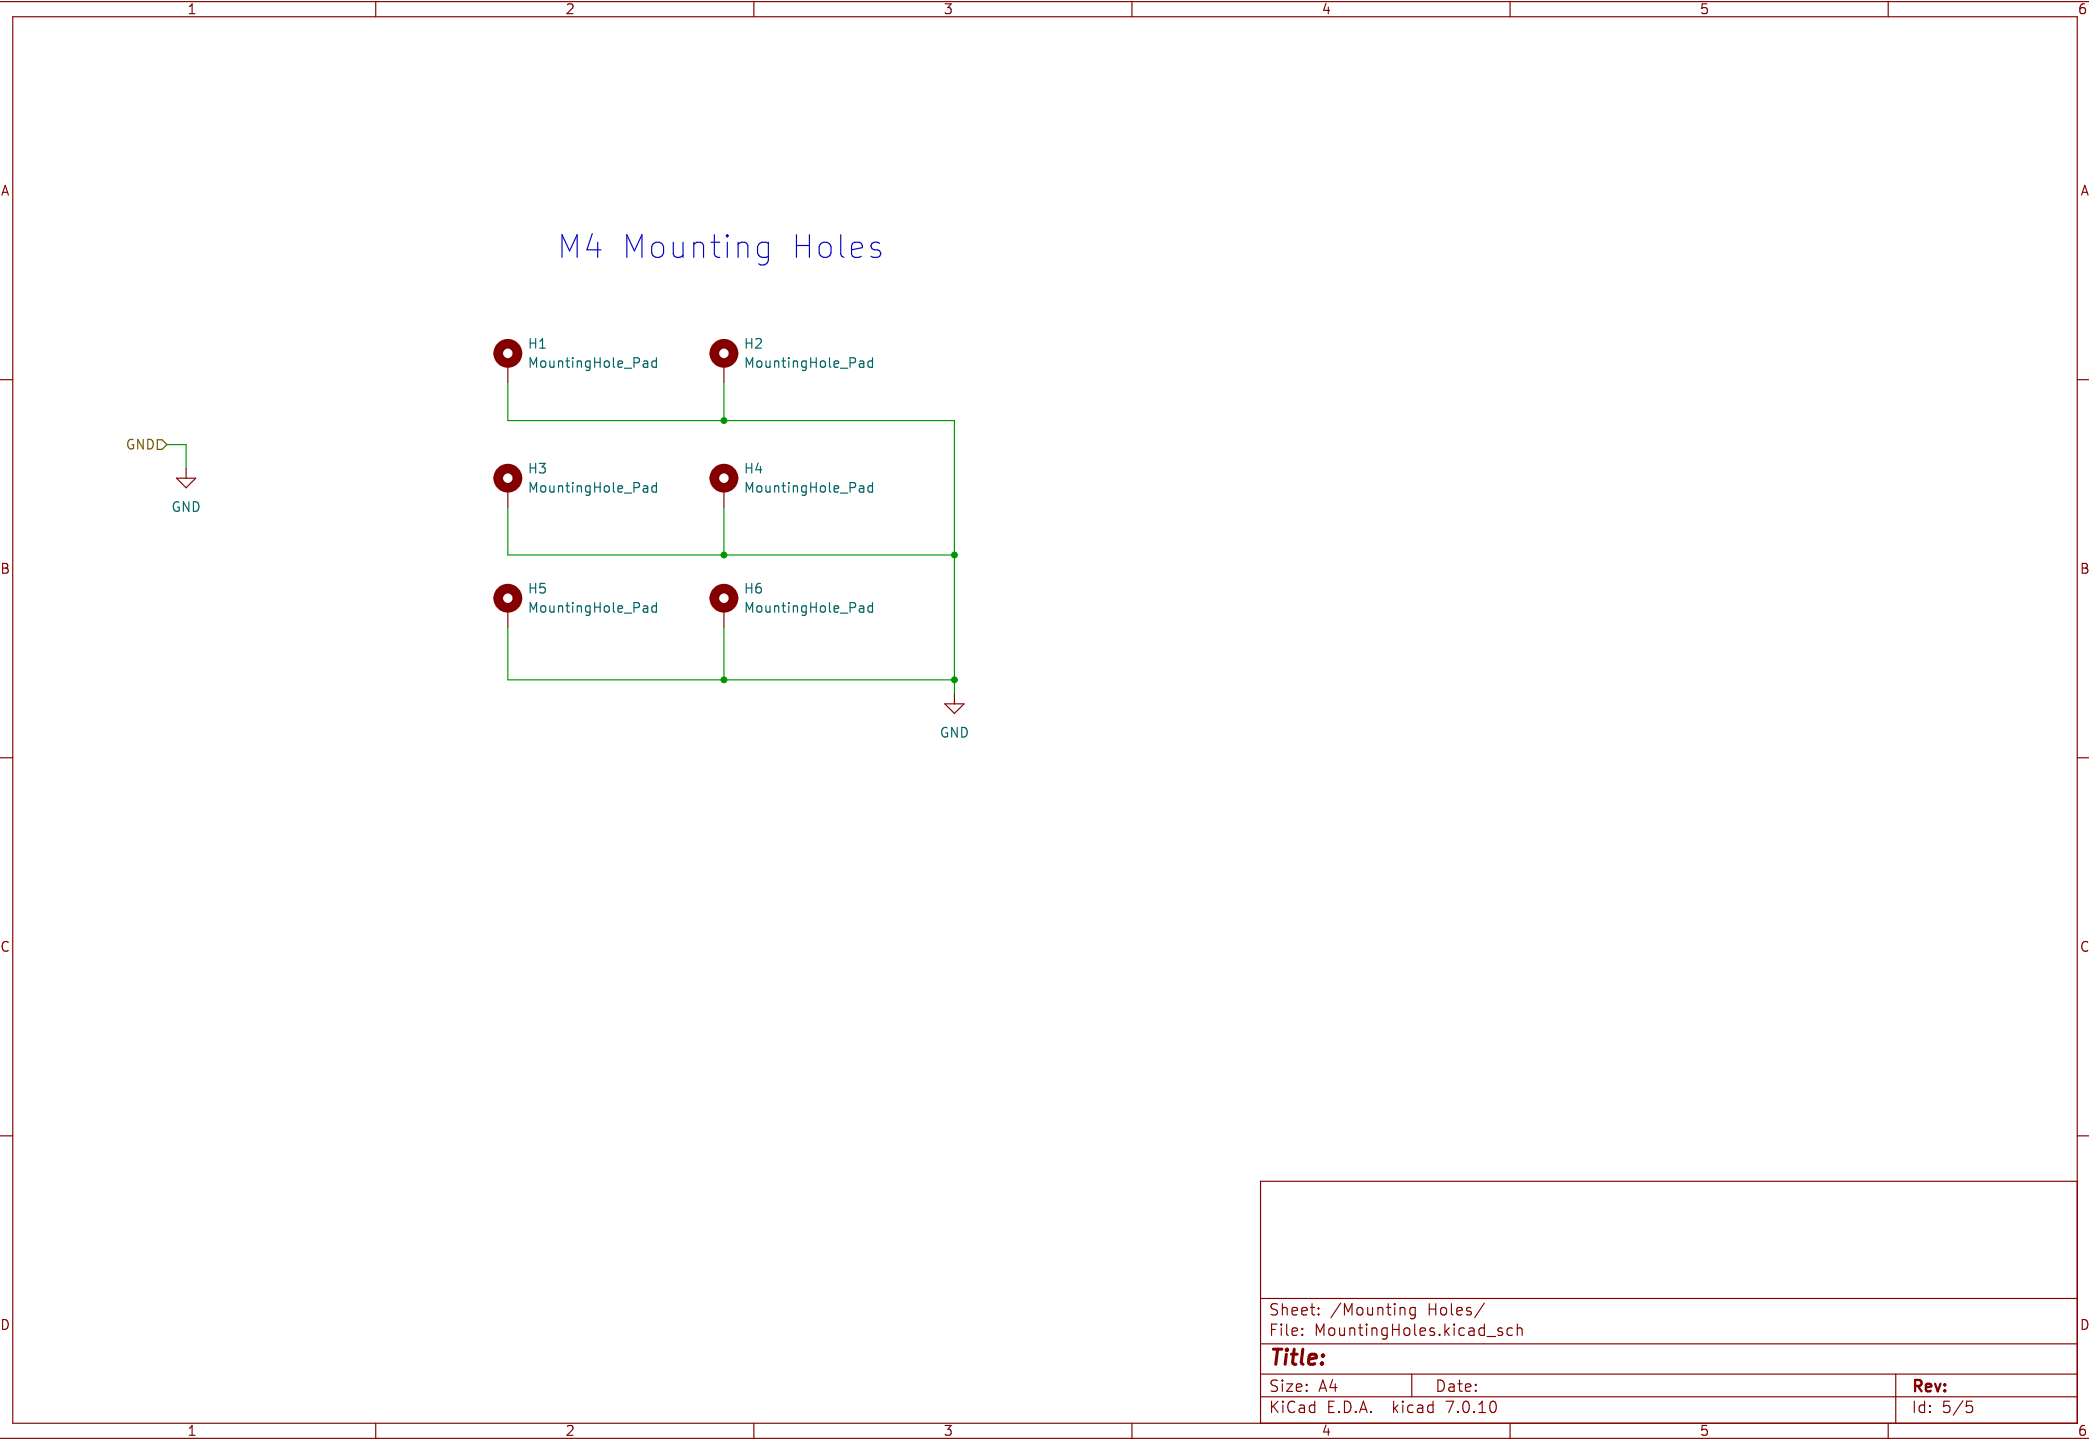 1 2 3 4 5 6
A A
M4 Mounting Holes
H1
MountingHole_Pad
H2
MountingHole_Pad
GND
GND
H3
MountingHole_Pad
H4
MountingHole_Pad
B B
H5
MountingHole_Pad
H6
MountingHole_Pad
GND
C C
Sheet: /Mounting Holes/
File: MountingHoles.kicad_sch
D D
Title:
Size: A4 Date: Rev:
KiCad E.D.A. kicad 7.0.10 Id: 5/5
1 2 3 4 5 6